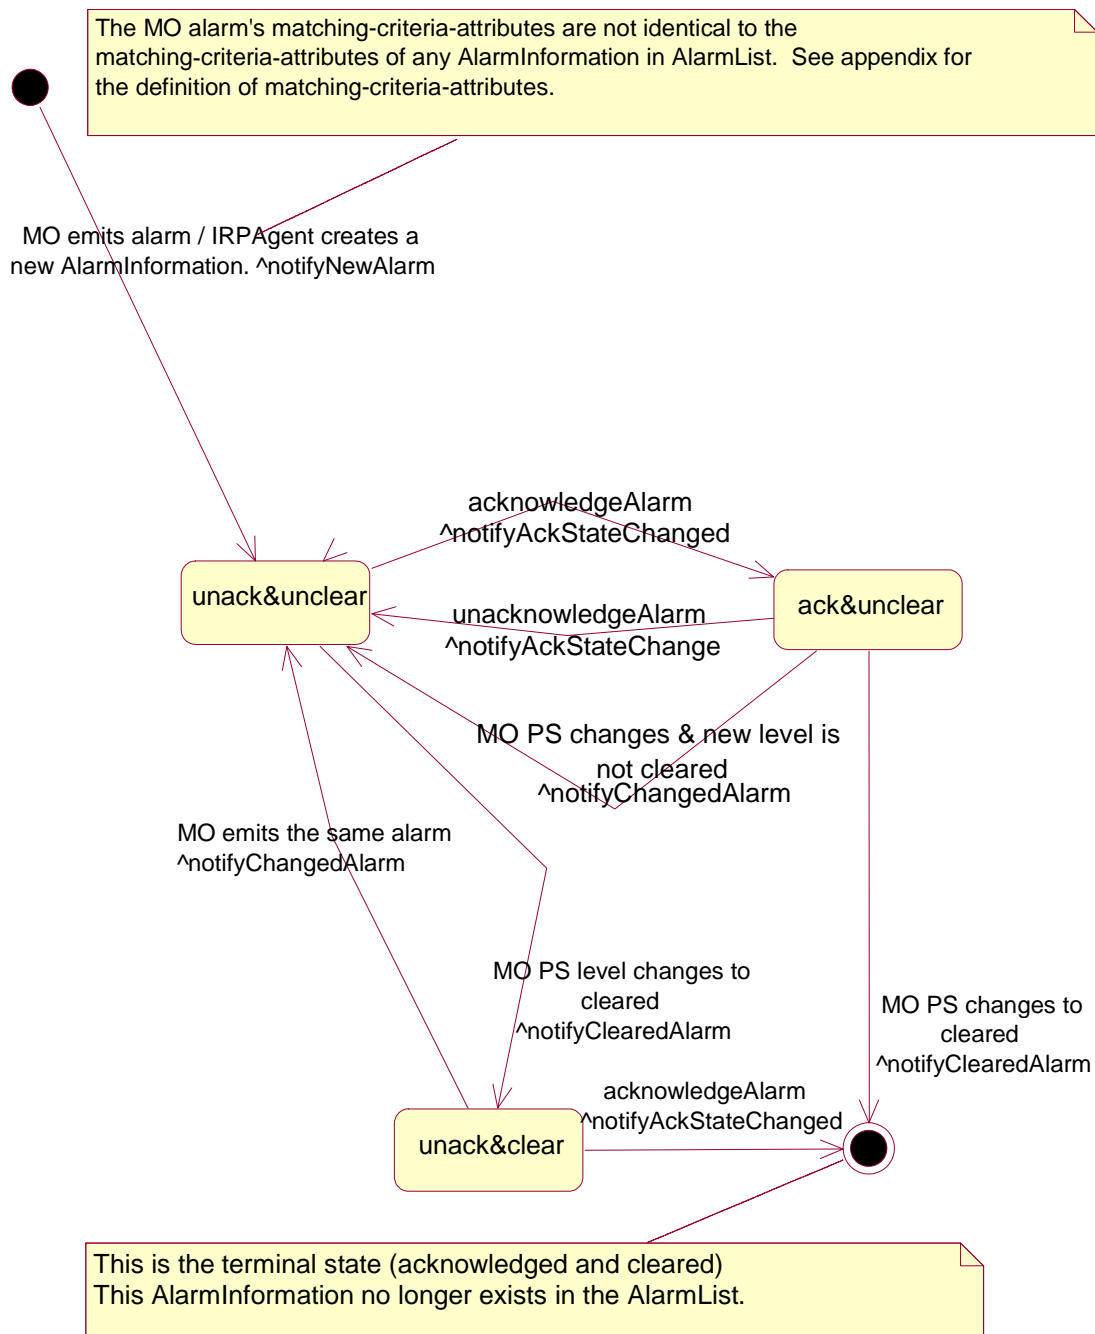 The MO alarm's matching-criteria-attributes are not identical to the
matching-criteria-attributes of any AlarmInformation in AlarmList.  See appendix for
the definition of matching-criteria-attributes.
MO emits alarm / IRPAgent creates a
new AlarmInformation. ^notifyNewAlarm
acknowledgeAlarm
^notifyAckStateChanged
unack&unclear
ack&unclear
unacknowledgeAlarm
^notifyAckStateChange
MO PS changes & new level is
not cleared
^notifyChangedAlarm
MO emits the same alarm
^notifyChangedAlarm
MO PS level changes to
cleared
^notifyClearedAlarm
MO PS changes to
cleared
^notifyClearedAlarm
acknowledgeAlarm
^notifyAckStateChanged
unack&clear
This is the terminal state (acknowledged and cleared)
This AlarmInformation no longer exists in the AlarmList.